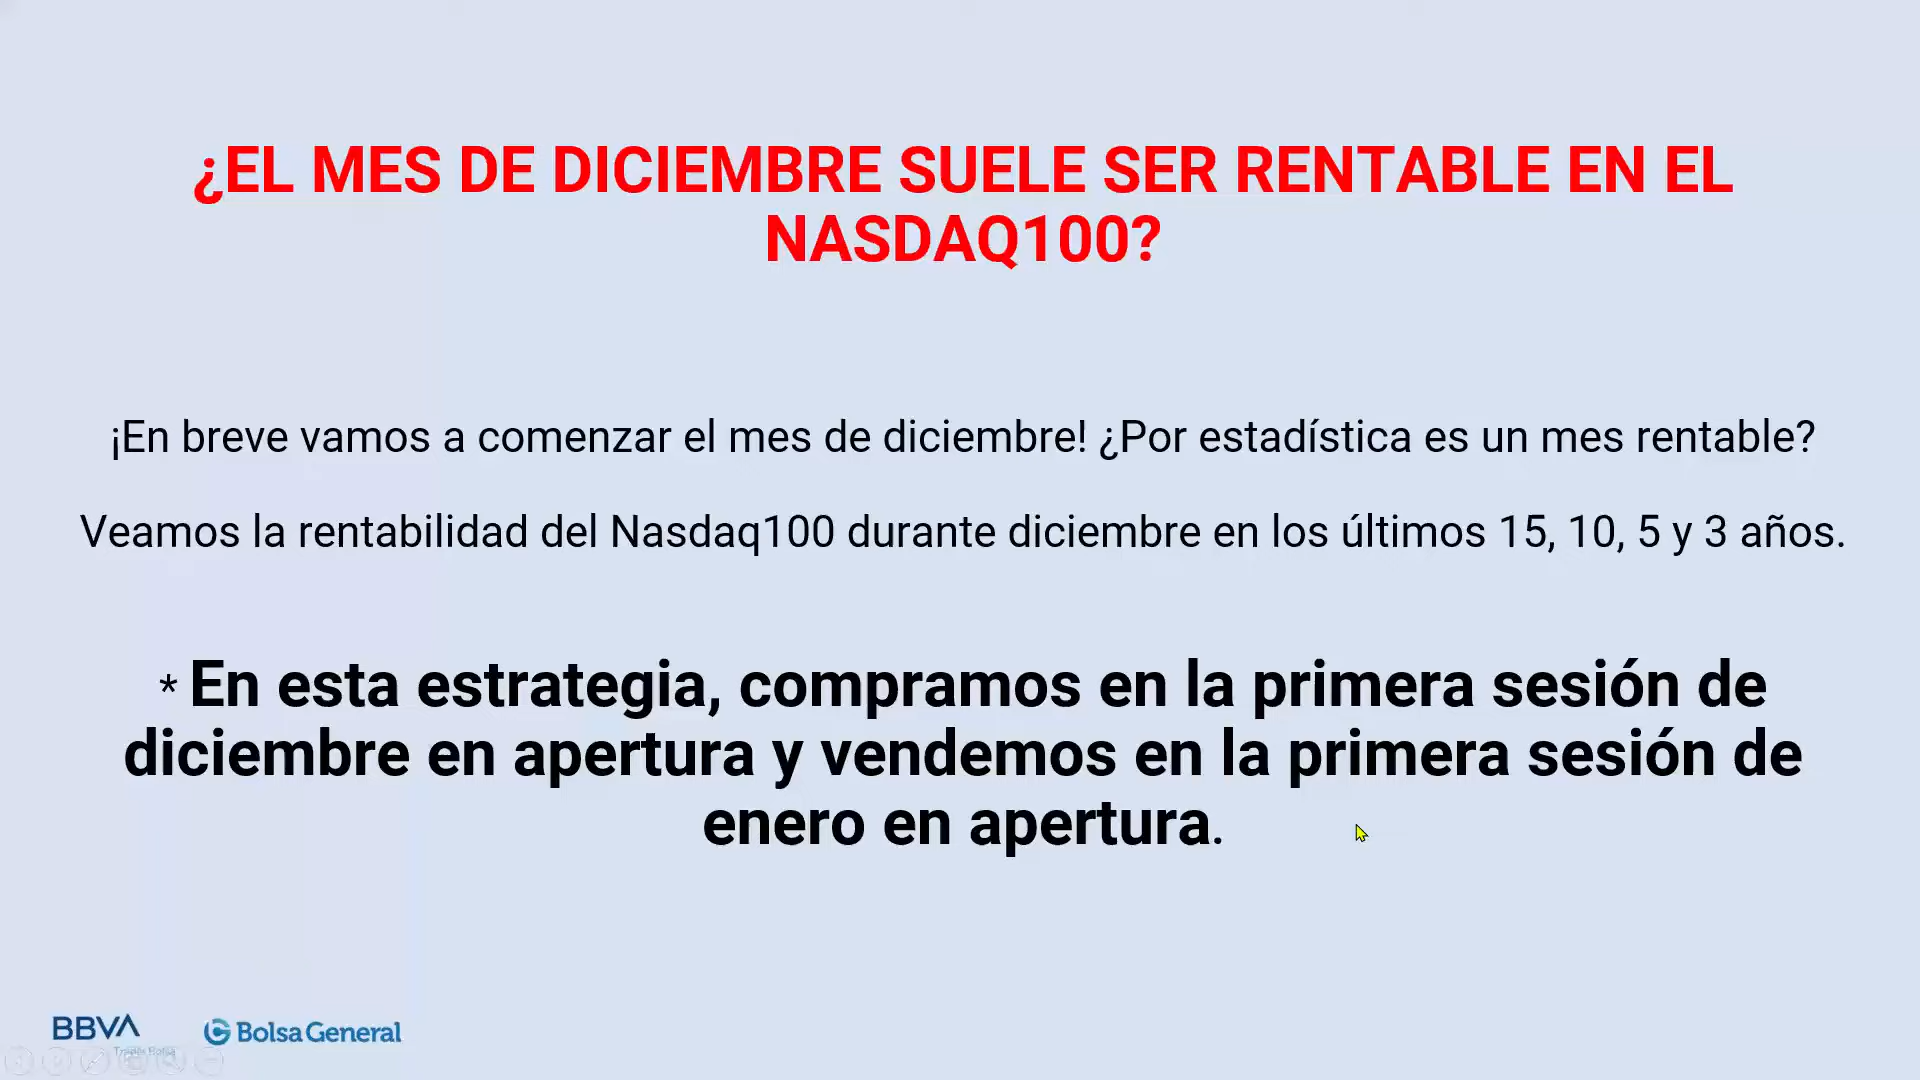 ¿EL MES DE DICIEMBRE SUELE SER RENTABLE EN EL
NASDAQ100?
¡En breve vamos a comenzar el mes de diciembre! ¿Por estadística es un mes rentable?
Veamos la rentabilidad del Nasdaq100 durante diciembre en los últimos 15, 10, 5 y 3 años.
* En esta estrategia, compramos en la primera sesión de
diciembre en apertura y vendemos en la primera sesión de
enero en apertura.
BBVA
BolsaGeneral